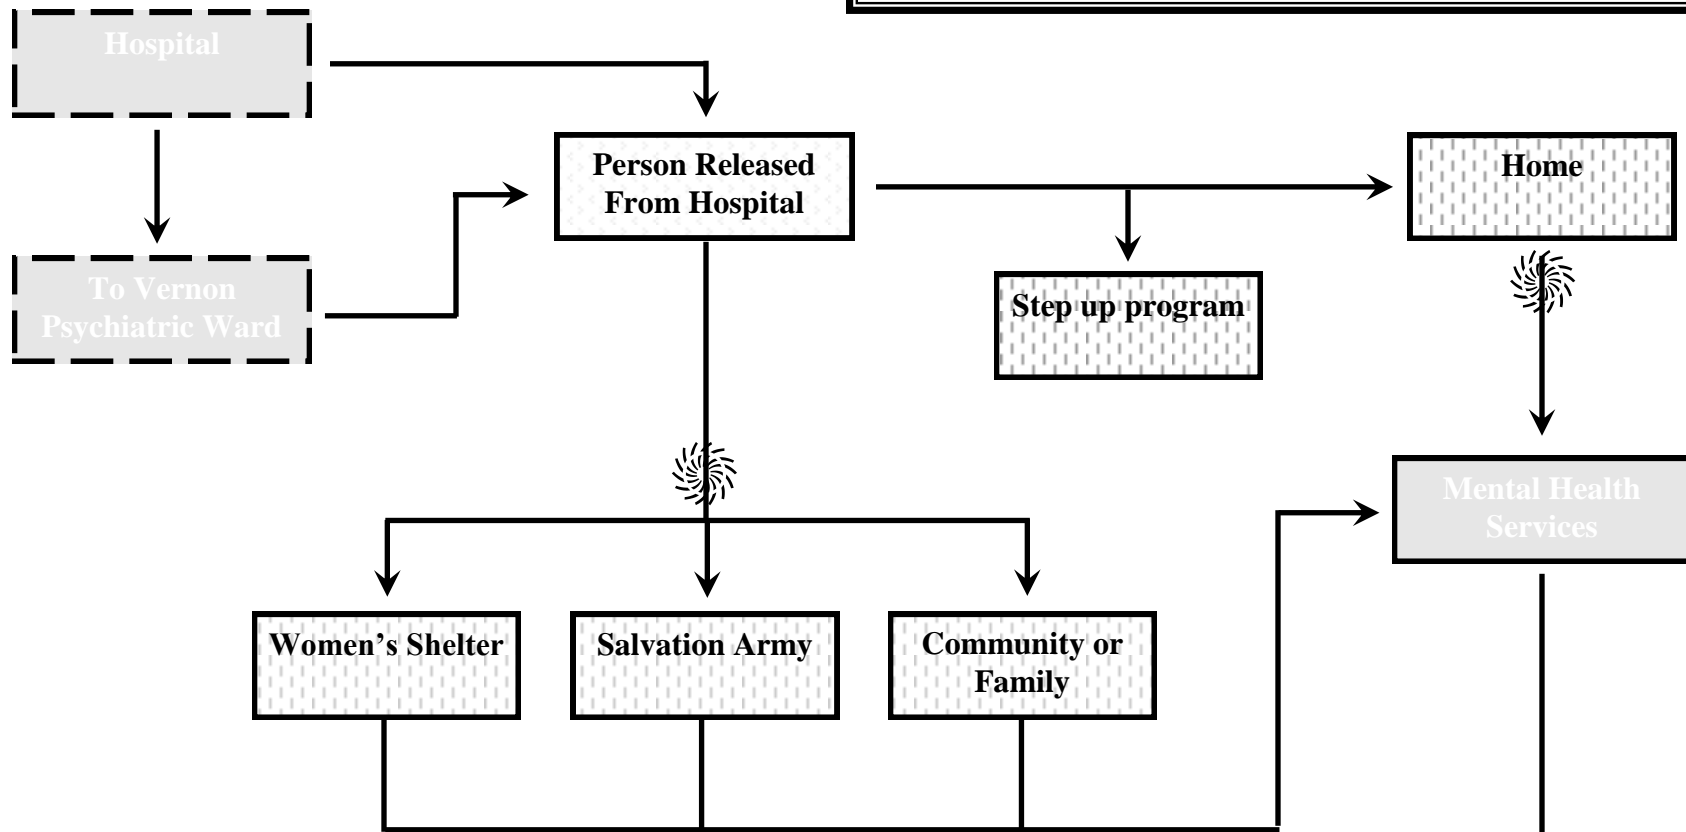 Hospital
Person Released
From Hospital
Home
To Vernon
Psychiatric Ward
Step up program
Mental Health
Services
Women’s Shelter
Salvation Army
Community or
Family